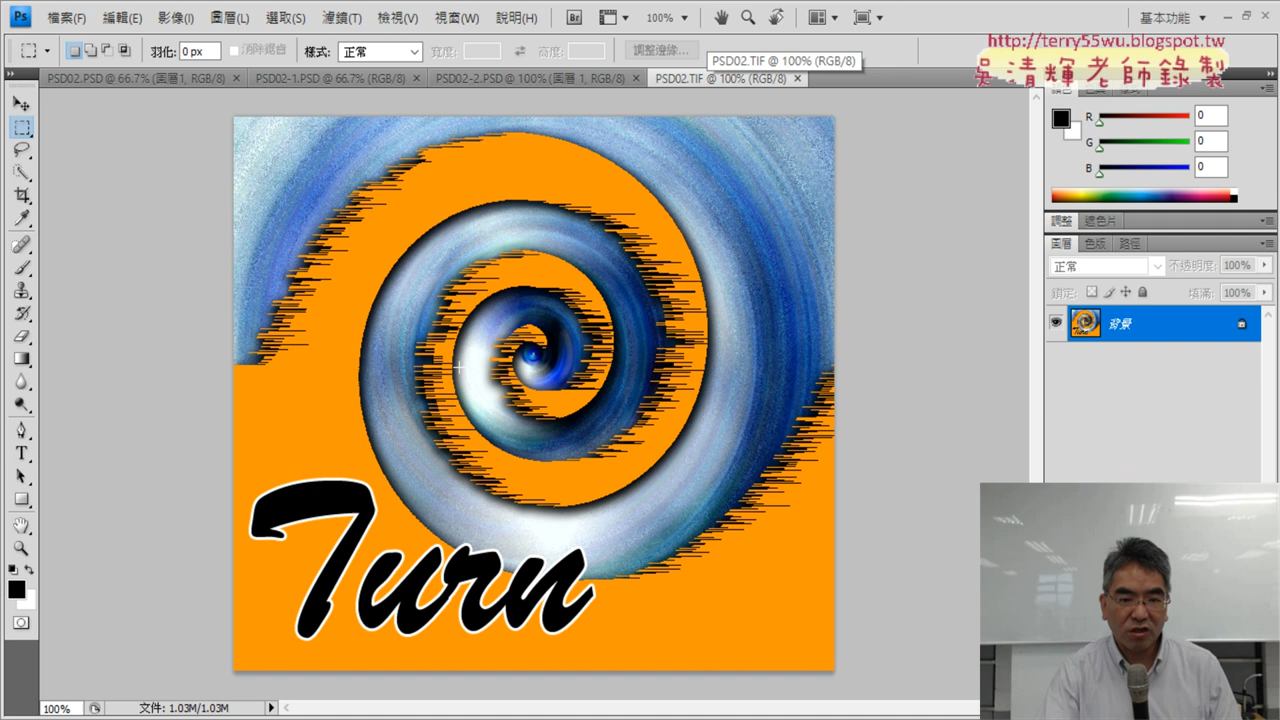 Ps 檔案(F) 編輯(E) 影像(I) 圖層(L) 選取(S) 濾鏡(T) 檢視(V) 視窗(W) 說明(H) Br 100% 基本功能
羽化: 0 px 消除鋸齒 樣式: 正常 寬度: 高度: 調整邊緣...
PSD02.TIF @ 100% (RGB/8)
http://terry55wu.blogspot.tw
吳清輝老師錄製
PSD02.PSD @ 66.7% (圖層 1, RGB/8) × PSD02-1.PSD @ 66.7% (RGB/8) × PSD02-2.PSD @ 100% (圖層 1, RGB/8) × PSD02.TIF @ 100% (RGB/8) ×
R 0
G 0
B 0
調整 遮色片
圖層 色版 路徑
正常 不透明度: 100%
鎖定: 填滿: 100%
背景
Turn
100% 文件: 1.03M/1.03M